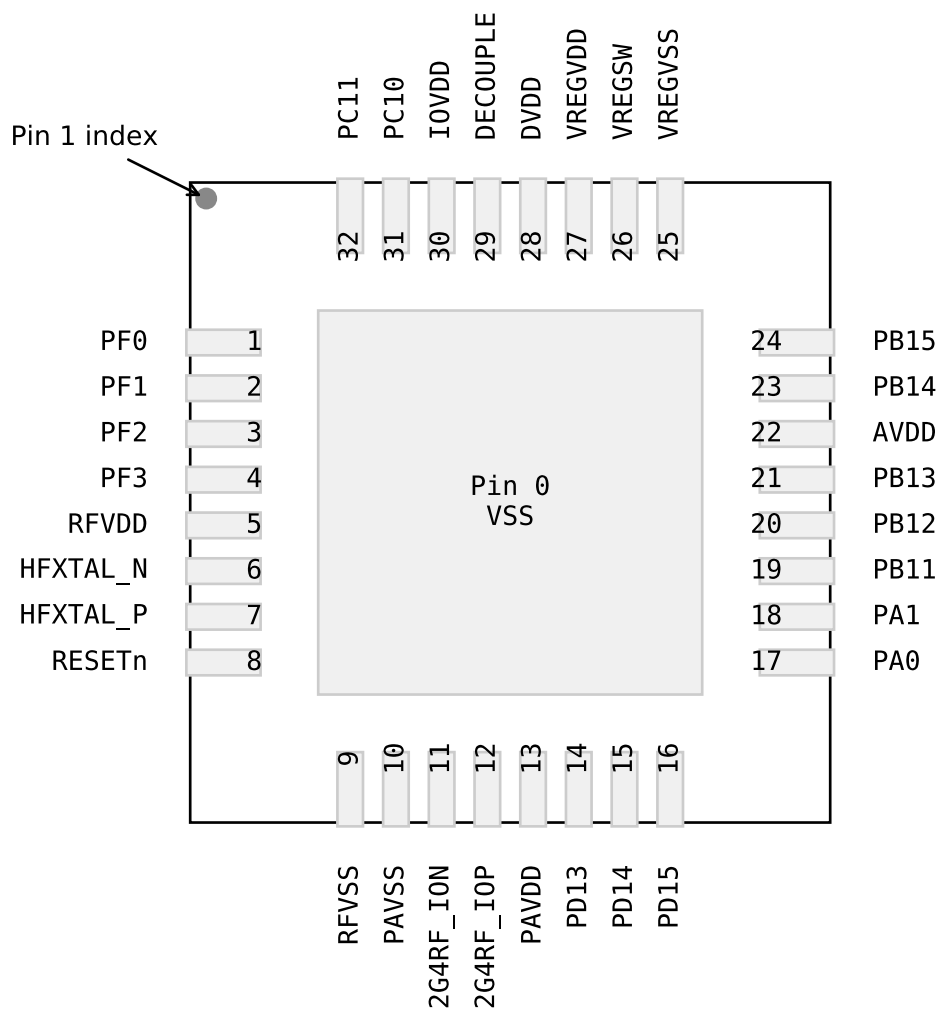 PC11
PC10
IOVDD
DECOUPLE
DVDD
VREGVDD
VREGSW
VREGVSS
Pin 1 index
32
31
30
29
28
27
26
25
PF0 1
PF1 2
PF2 3
PF3 4
RFVDD 5
HFXTAL_N 6
HFXTAL_P 7
RESETn 8
Pin 0
VSS
24 PB15
23 PB14
22 AVDD
21 PB13
20 PB12
19 PB11
18 PA1
17 PA0
9
10
11
12
13
14
15
16
RFVSS
PAVSS
2G4RF_ION
2G4RF_IOP
PAVDD
PD13
PD14
PD15